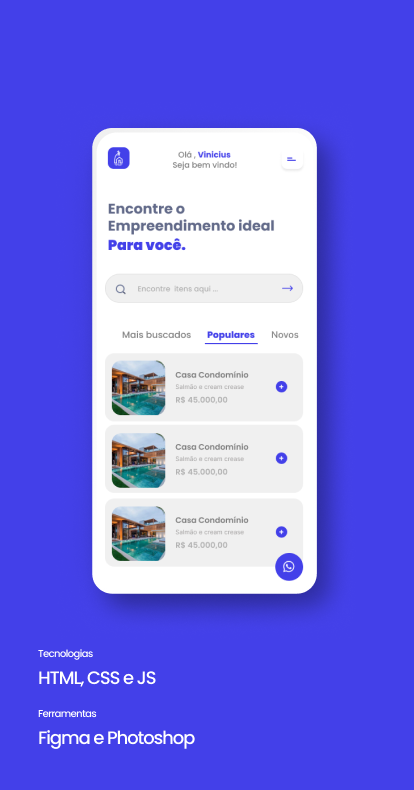 Olá , Vinicius
Seja bem vindo!
Encontre o
Empreendimento ideal
Para você.
Encontre itens aqui ...
Mais buscados Populares Novos
Casa Condomínio
Salmão e cream crease
R$ 45.000,00
Casa Condomínio
Salmão e cream crease
R$ 45.000,00
Casa Condomínio
Salmão e cream crease
R$ 45.000,00
Tecnologias
HTML, CSS e JS
Ferramentas
Figma e Photoshop